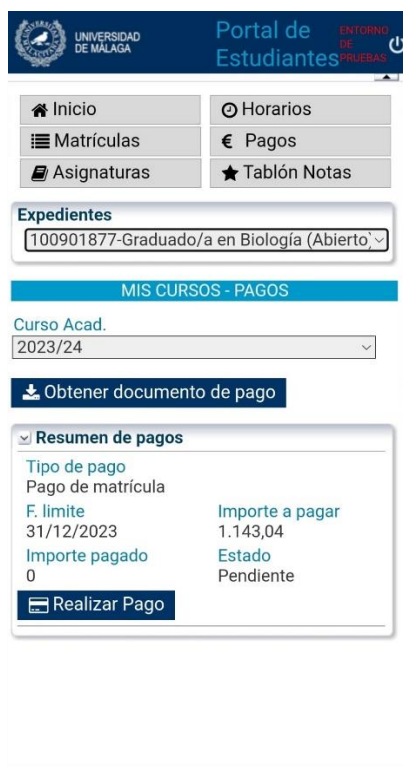 UNIVERSIDAD
DE MÁLAGA
Portal de
Estudiantes
ENTORNO
DE
PRUEBAS
Inicio
Horarios
Matrículas
€ Pagos
Asignaturas
Tablón Notas
Expedientes
100901877-Graduado/a en Biología (Abierto)
MIS CURSOS - PAGOS
Curso Acad.
2023/24
Obtener documento de pago
Resumen de pagos
Tipo de pago
Pago de matrícula
F. limite
31/12/2023
Importe a pagar
1.143,04
Importe pagado
0
Estado
Pendiente
Realizar Pago